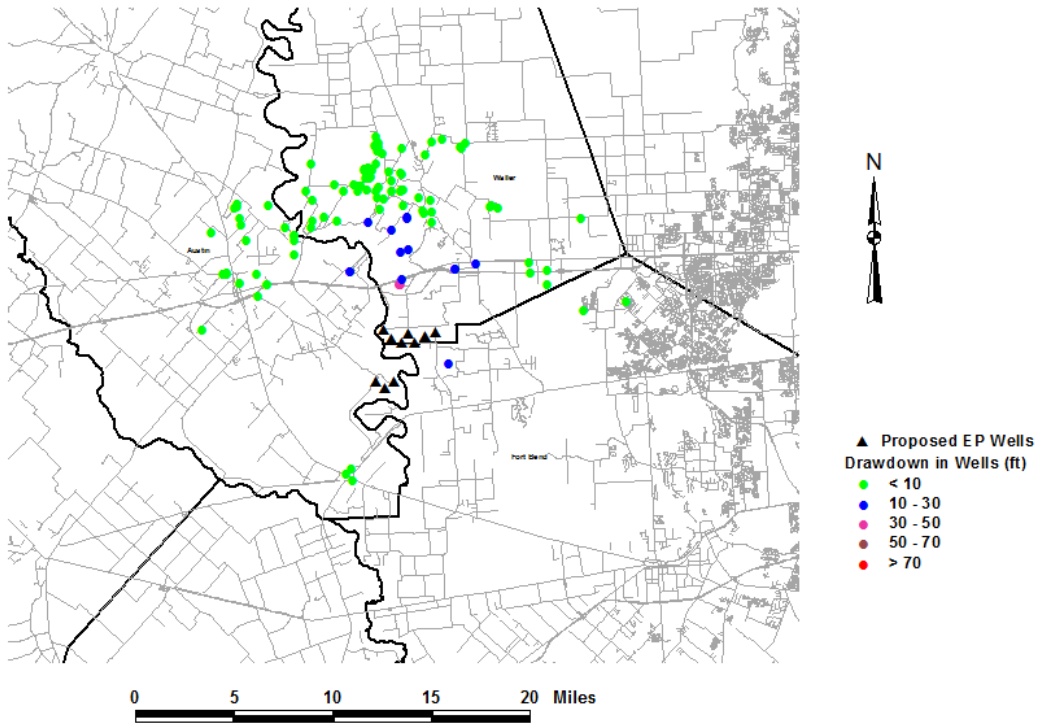 N
Waller
Austin
Fort Bend
Proposed EP Wells
Drawdown in Wells (ft)
< 10
10 - 30
30 - 50
50 - 70
> 70
0 5 10 15 20 Miles